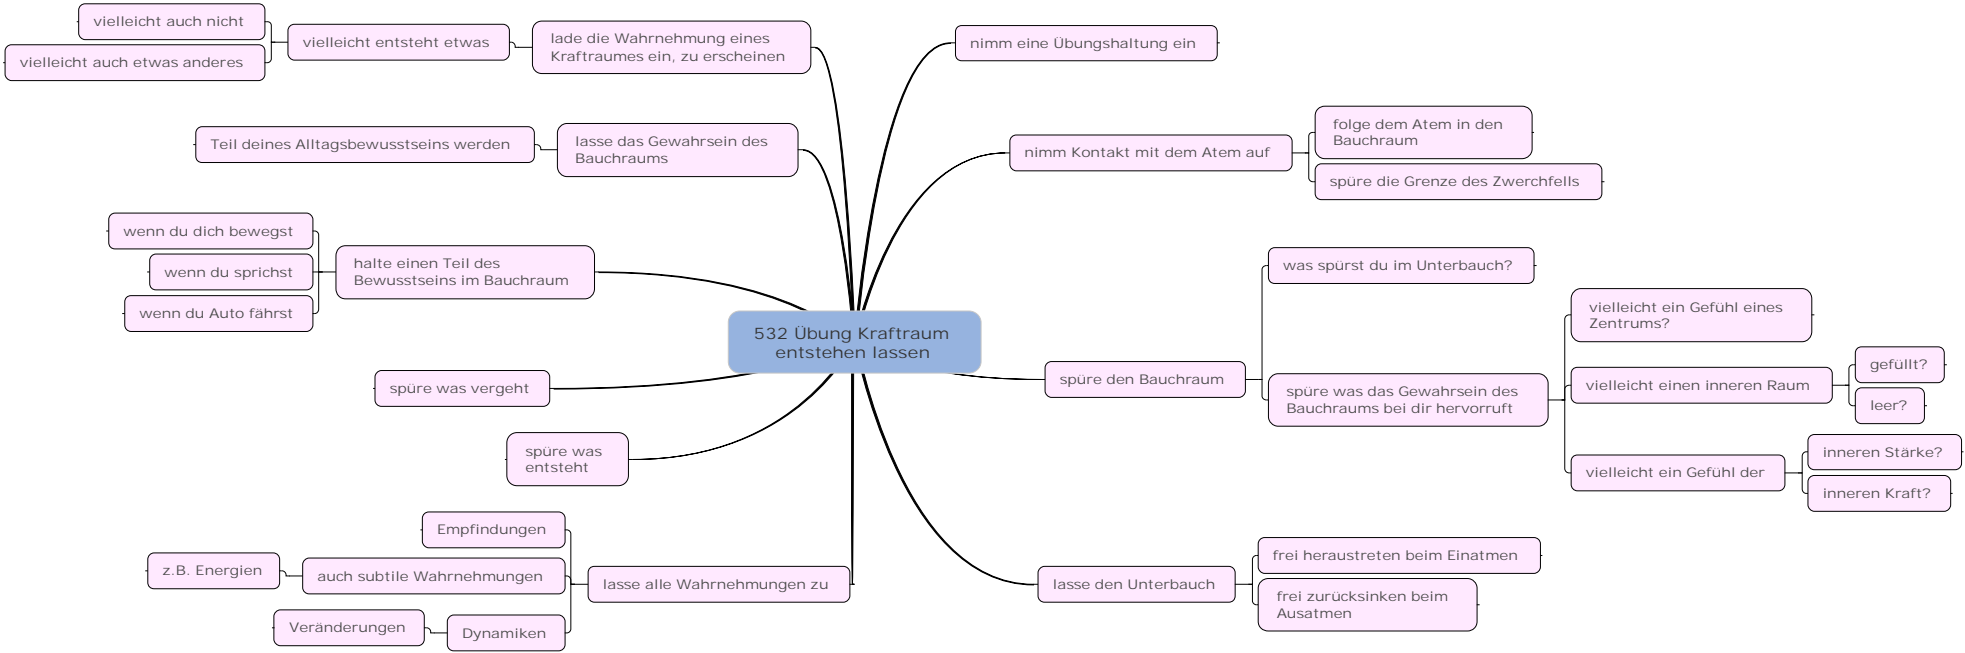 532 Übung Kraftraum
entstehen lassen
nimm eine Übungshaltung ein
nimm Kontakt mit dem Atem auf
folge dem Atem in den
Bauchraum
spüre die Grenze des Zwerchfells
spüre den Bauchraum
was spürst du im Unterbauch?
spüre was das Gewahrsein des
Bauchraums bei dir hervorruft
vielleicht ein Gefühl eines
Zentrums?
vielleicht einen inneren Raum
gefüllt?
leer?
vielleicht ein Gefühl der
inneren Stärke?
inneren Kraft?
lasse den Unterbauch
frei heraustreten beim Einatmen
frei zurücksinken beim
Ausatmen
lasse alle Wahrnehmungen zu
Empfindungen
auch subtile Wahrnehmungen
z.B. Energien
Dynamiken
Veränderungen
spüre was
entsteht
spüre was vergeht
halte einen Teil des
Bewusstseins im Bauchraum
wenn du dich bewegst
wenn du sprichst
wenn du Auto fährst
lasse das Gewahrsein des
Bauchraums
Teil deines Alltagsbewusstseins werden
lade die Wahrnehmung eines
Kraftraumes ein, zu erscheinen
vielleicht entsteht etwas
vielleicht auch nicht
vielleicht auch etwas anderes